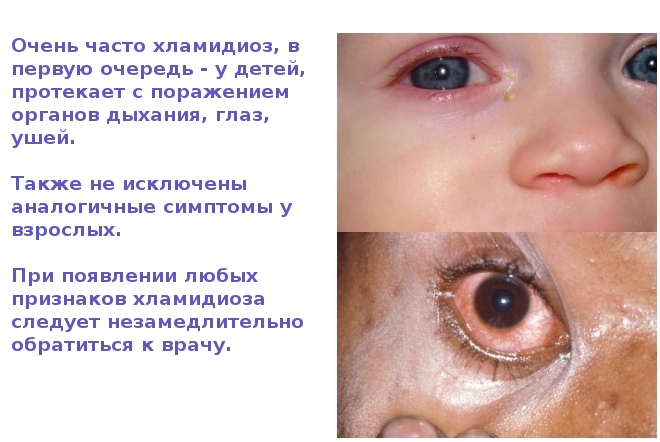 Очень часто хламидиоз, в
первую очередь - у детей,
протекает с поражением
органов дыхания, глаз,
ушей.
Также не исключены
аналогичные симптомы у
взрослых.
При появлении любых
признаков хламидиоза
следует незамедлительно
обратиться к врачу.